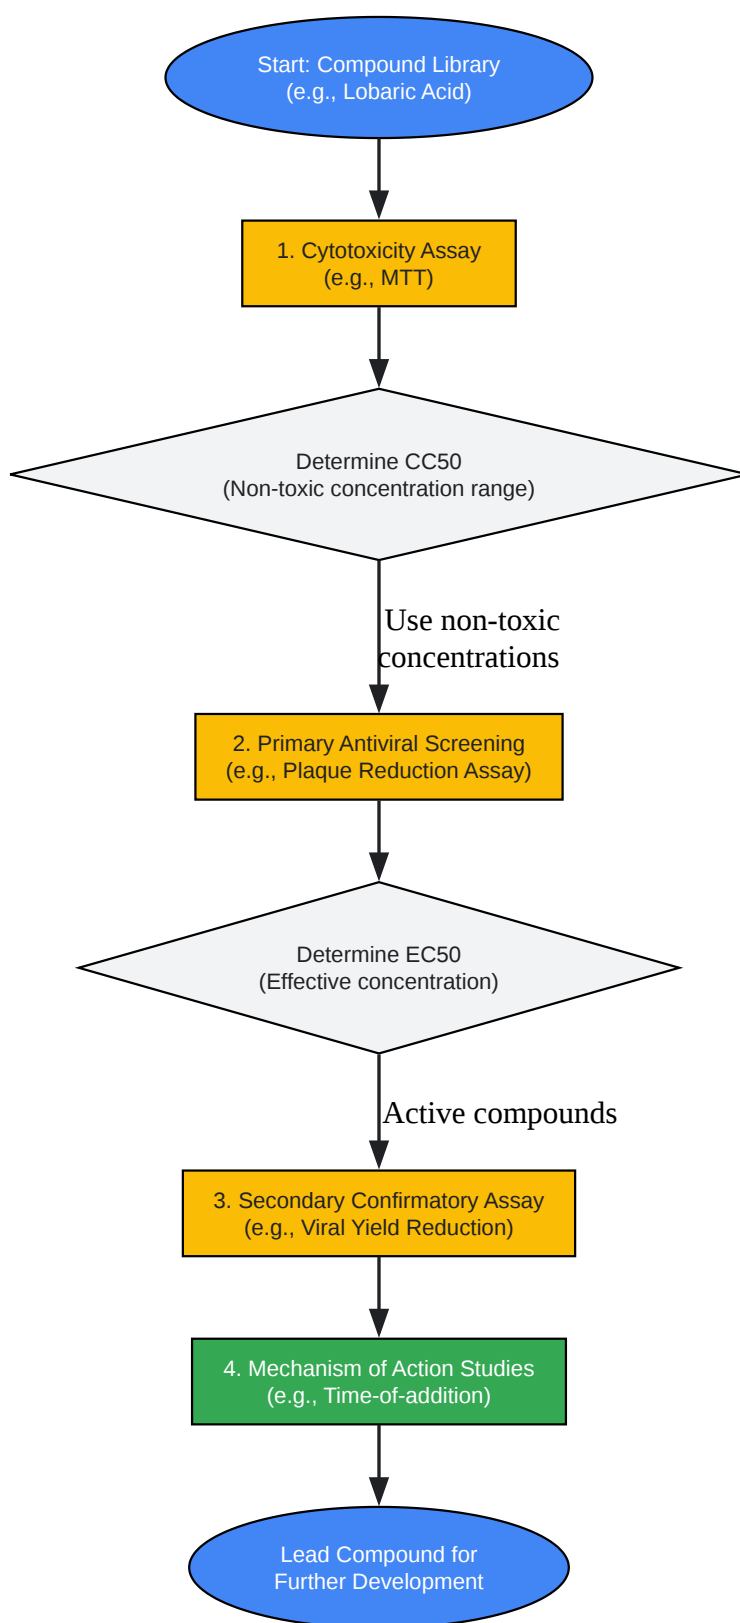 Start: Compound Library
(e.g., Lobaric Acid)
1. Cytotoxicity Assay
(e.g., MTT)
Determine CC50
(Non-toxic concentration range)
Use non-toxic
concentrations
2. Primary Antiviral Screening
(e.g., Plaque Reduction Assay)
Determine EC50
(Effective concentration)
Active compounds
3. Secondary Confirmatory Assay
(e.g., Viral Yield Reduction)
4. Mechanism of Action Studies
(e.g., Time-of-addition)
Lead Compound for
Further Development